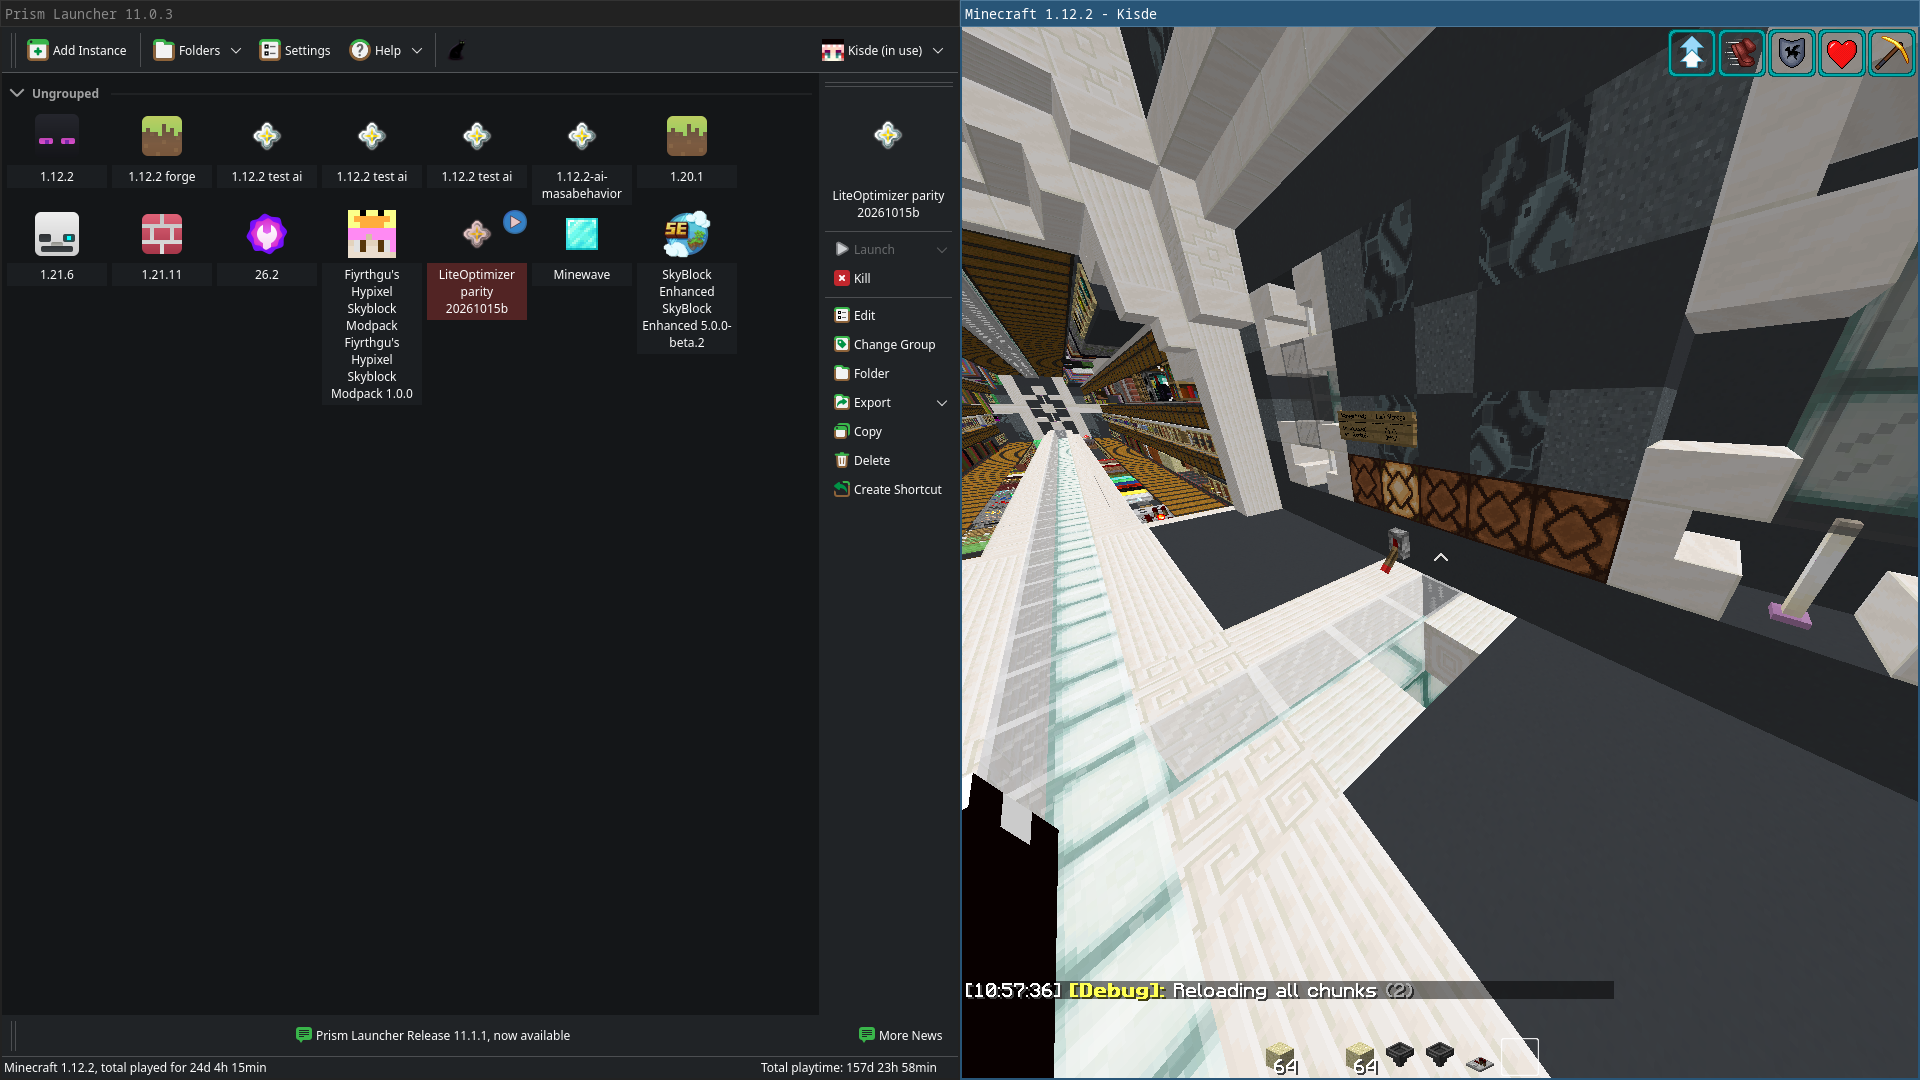 Prism Launcher 11.0.3
Add Instance
Folders
Settings
Help
Kisde (in use)
Ungrouped
1.12.2
1.12.2 forge
1.12.2 test ai
1.12.2 test ai
1.12.2 test ai
1.12.2-ai-
masabehavior
1.20.1
1.21.6
1.21.11
26.2
Fiyrthgu's
Hypixel
Skyblock
Modpack
Fiyrthgu's
Hypixel
Skyblock
Modpack 1.0.0
LiteOptimizer
parity
20261015b
Minewave
SE
SkyBlock
Enhanced
SkyBlock
Enhanced 5.0.0-
beta.2
LiteOptimizer parity
20261015b
Launch
Kill
Edit
Change Group
Folder
Export
Copy
Delete
Create Shortcut
Prism Launcher Release 11.1.1, now available
More News
Minecraft 1.12.2, total played for 24d 4h 15min
Total playtime: 157d 23h 58min
Minecraft 1.12.2 - Kisde
[10:57:36] [Debug]: Reloading all chunks (2)
64
64